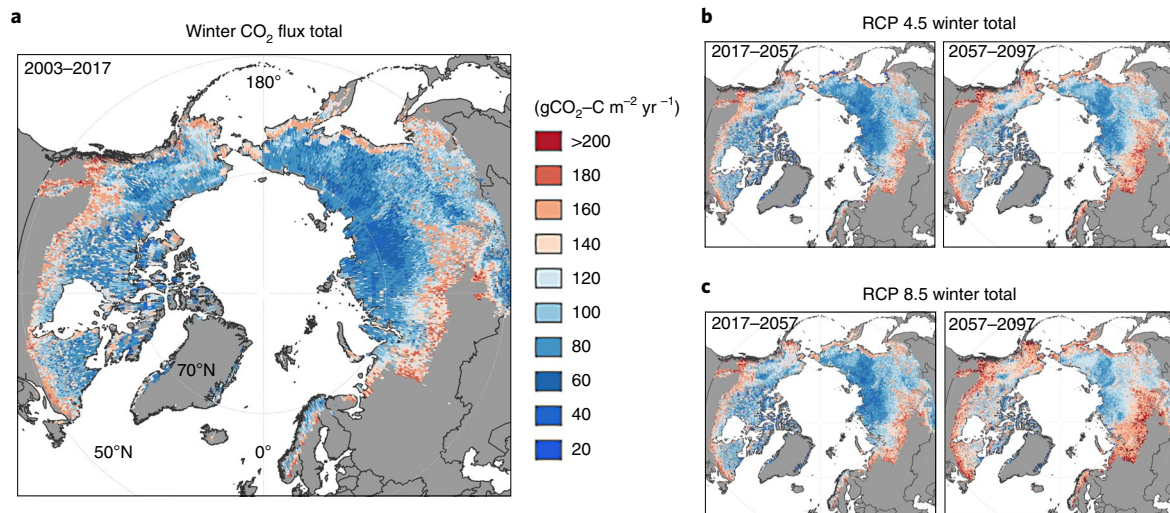 a
Winter CO₂ flux total
2003–2017
180°
70°N
50°N
0°
(gCO₂–C m⁻² yr⁻¹)
>200
180
160
140
120
100
80
60
40
20
b
RCP 4.5 winter total
2017–2057
2057–2097
c
RCP 8.5 winter total
2017–2057
2057–2097